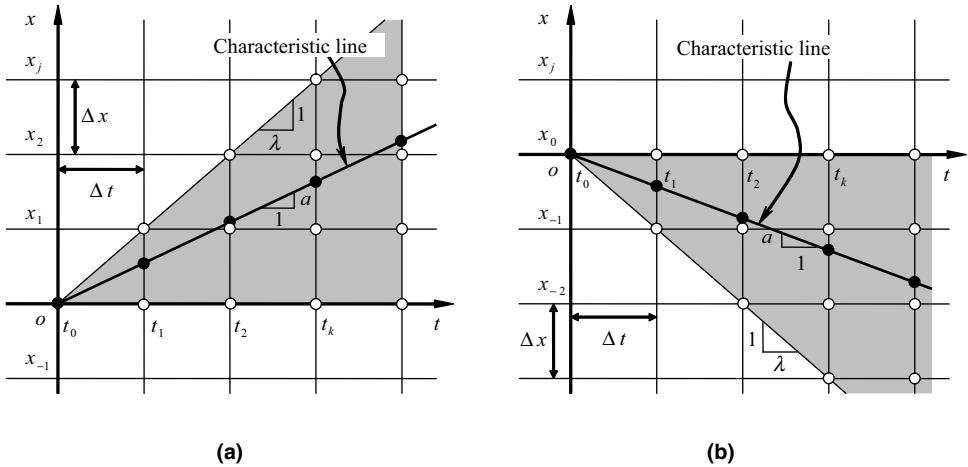 x
Characteristic line
x_j
Δx
1
λ
x_2
Δt
x_1
a
1
o
t_0
t_1
t_2
t_k
t
x_{-1}
(a)
x
Characteristic line
x_j
x_0
o
t_0
t_1
t_2
t_k
t
x_{-1}
a
1
x_{-2}
Δx
Δt
1
λ
(b)